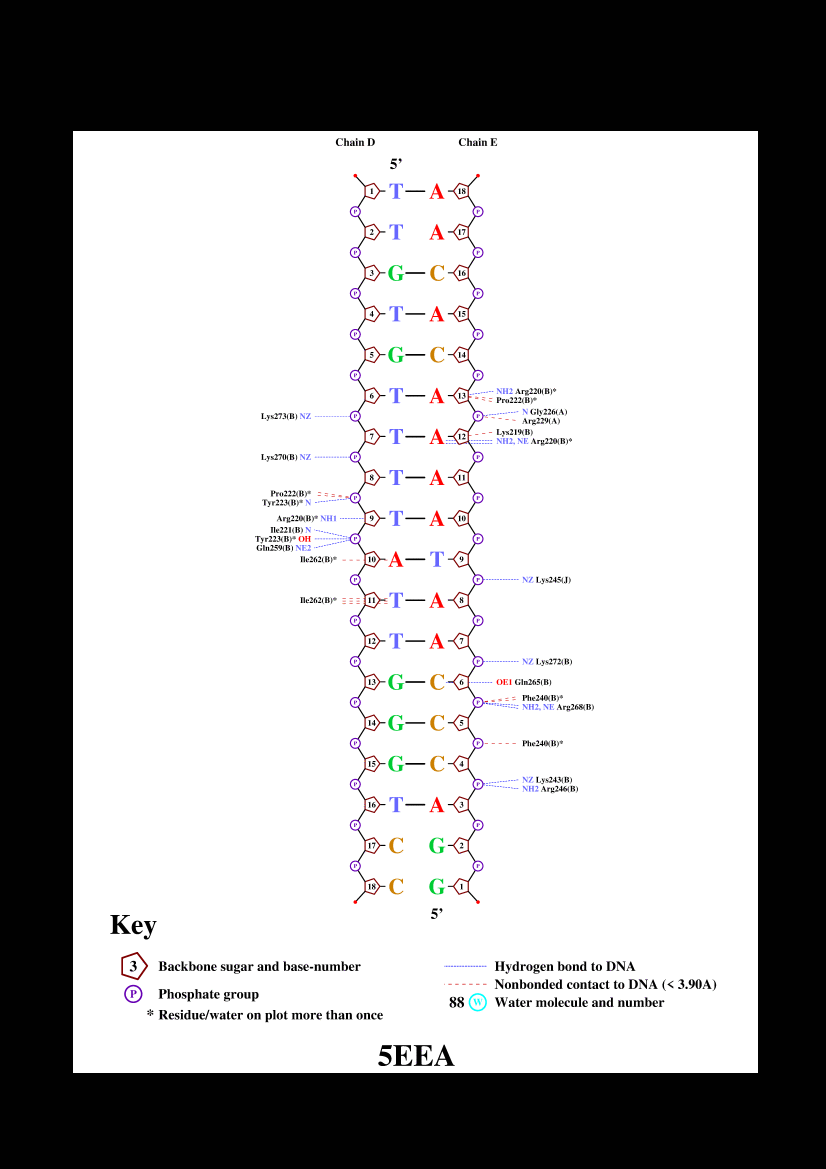 Chain D Chain E
5’
1 T A 18
P P
2 T A 17
P P
3 G C 16
P P
4 T A 15
P P
5 G C 14
P P
NH2 Arg220(B)*
6 T A 13
Pro222(B)*
N Gly226(A)
Lys273(B) NZ P P
Arg229(A)
Lys219(B)
7 T A 12
NH2, NE Arg220(B)*
Lys270(B) NZ P P
8 T A 11
Pro222(B)*
P P
Tyr223(B)* N
Arg220(B)* NH1 9 T A 10
Ile221(B) N
Tyr223(B)* OH P P
Gln259(B) NE2
Ile262(B)* 10 A T 9
P P NZ Lys245(J)
Ile262(B)* 11 T A 8
P P
12 T A 7
P P NZ Lys272(B)
13 G C 6 OE1 Gln265(B)
Phe240(B)*
P P
NH2, NE Arg268(B)
14 G C 5
P P Phe240(B)*
15 G C 4
NZ Lys243(B)
P P
NH2 Arg246(B)
16 T A 3
P P
17 C G 2
P P
18 C G 1
5’
Key
3 Backbone sugar and base-number
P Phosphate group
* Residue/water on plot more than once
Hydrogen bond to DNA
Nonbonded contact to DNA (< 3.90A)
88 W Water molecule and number
5EEA